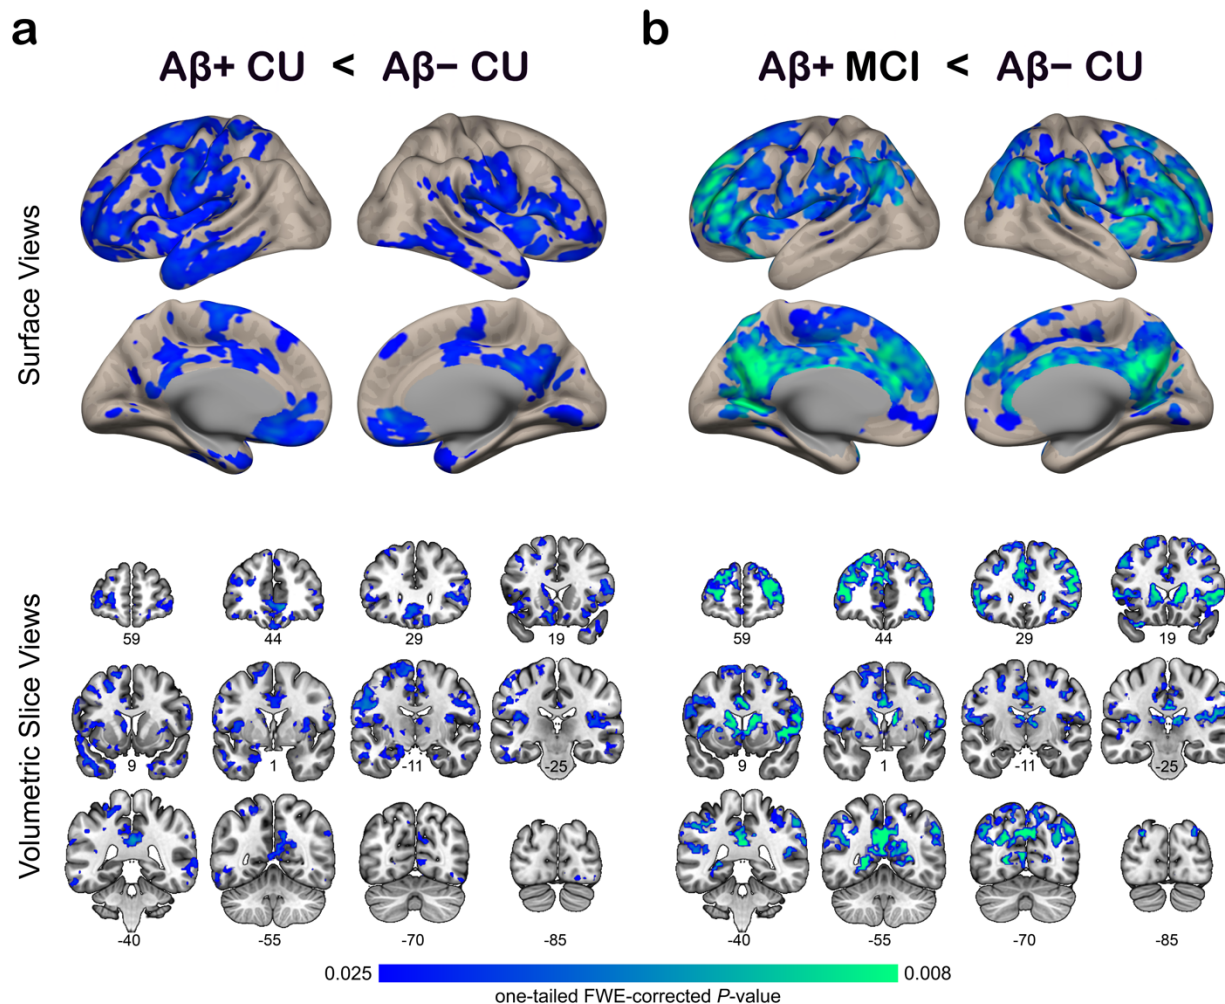 a
Aβ+ CU < Aβ− CU
b
Aβ+ MCI < Aβ− CU
Surface Views
Volumetric Slice Views
59 44 29 19
9 1 -11 -25
-40 -55 -70 -85
59 44 29 19
9 1 -11 -25
-40 -55 -70 -85
0.025 0.008
one-tailed FWE-corrected P-value